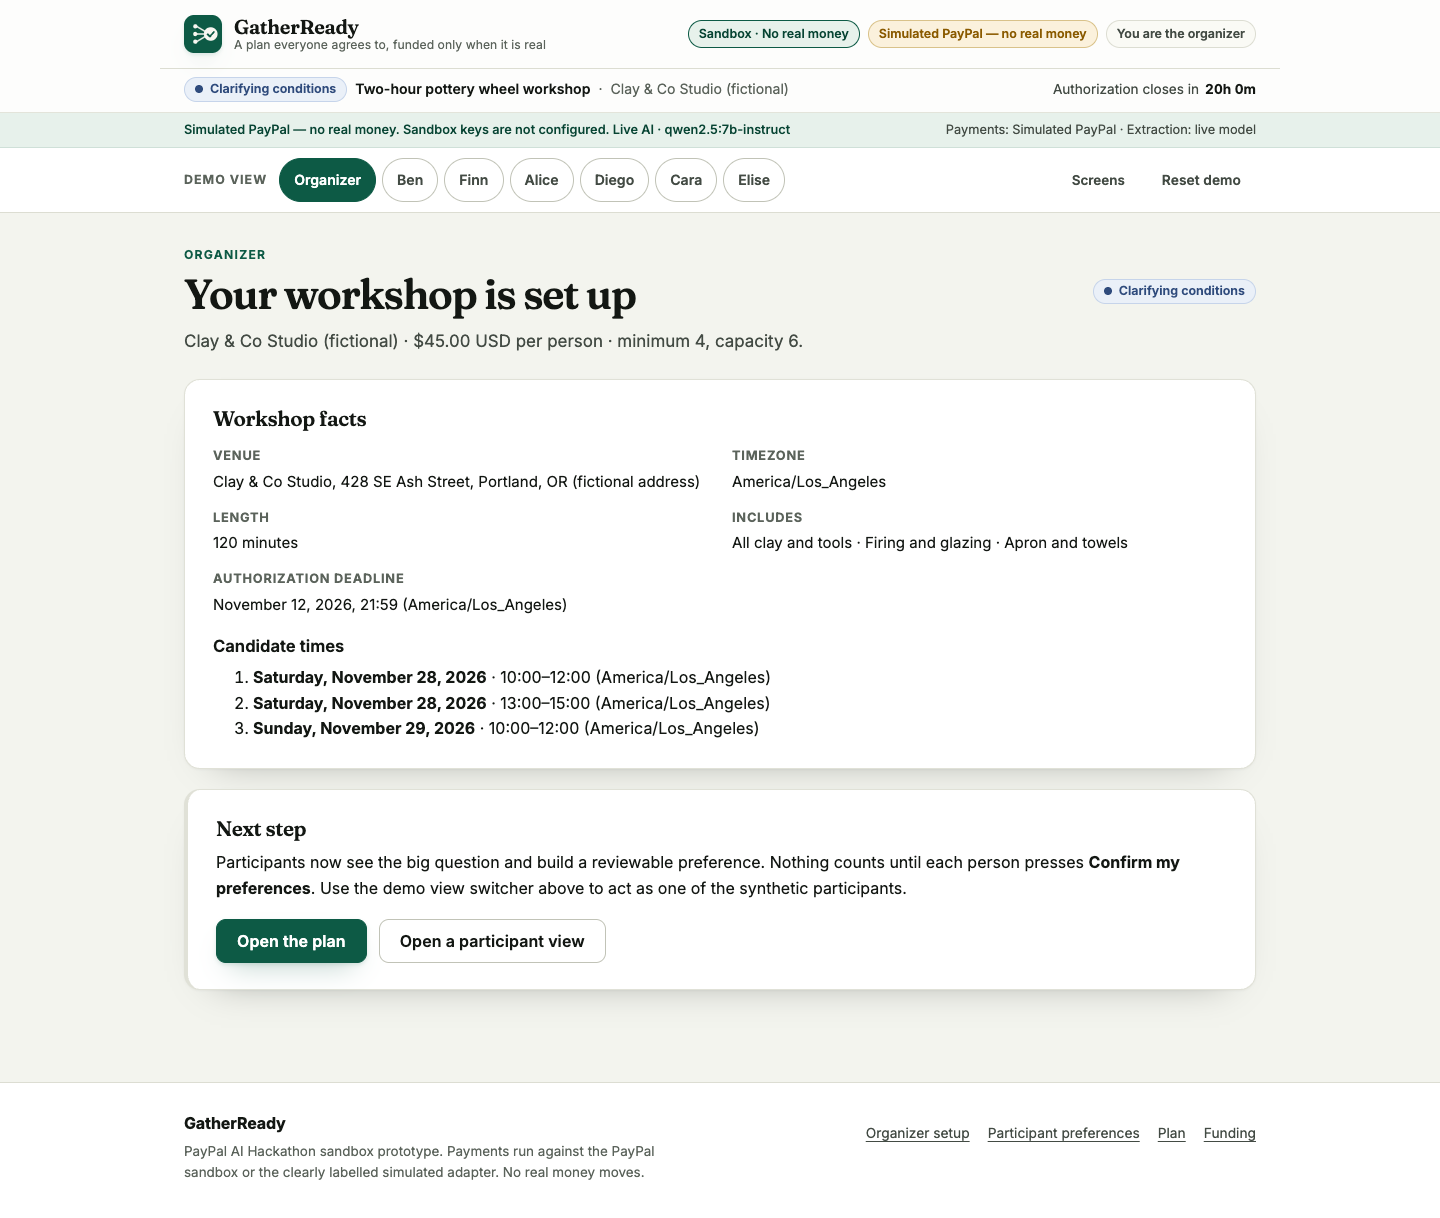 GatherReady
A plan everyone agrees to, funded only when it is real
Sandbox · No real money
Simulated PayPal — no real money
You are the organizer
Clarifying conditions
Two-hour pottery wheel workshop · Clay & Co Studio (fictional)
Authorization closes in 20h 0m
Simulated PayPal — no real money. Sandbox keys are not configured. Live AI · qwen2.5:7b-instruct
Payments: Simulated PayPal · Extraction: live model
DEMO VIEW
Organizer
Ben
Finn
Alice
Diego
Cara
Elise
Screens
Reset demo
ORGANIZER
Your workshop is set up
Clarifying conditions
Clay & Co Studio (fictional) · $45.00 USD per person · minimum 4, capacity 6.
Workshop facts
VENUE
Clay & Co Studio, 428 SE Ash Street, Portland, OR (fictional address)
TIMEZONE
America/Los_Angeles
LENGTH
120 minutes
INCLUDES
All clay and tools · Firing and glazing · Apron and towels
AUTHORIZATION DEADLINE
November 12, 2026, 21:59 (America/Los_Angeles)
Candidate times
1. Saturday, November 28, 2026 · 10:00–12:00 (America/Los_Angeles)
2. Saturday, November 28, 2026 · 13:00–15:00 (America/Los_Angeles)
3. Sunday, November 29, 2026 · 10:00–12:00 (America/Los_Angeles)
Next step
Participants now see the big question and build a reviewable preference. Nothing counts until each person presses Confirm my
preferences. Use the demo view switcher above to act as one of the synthetic participants.
Open the plan
Open a participant view
GatherReady
PayPal AI Hackathon sandbox prototype. Payments run against the PayPal
sandbox or the clearly labelled simulated adapter. No real money moves.
Organizer setup
Participant preferences
Plan
Funding